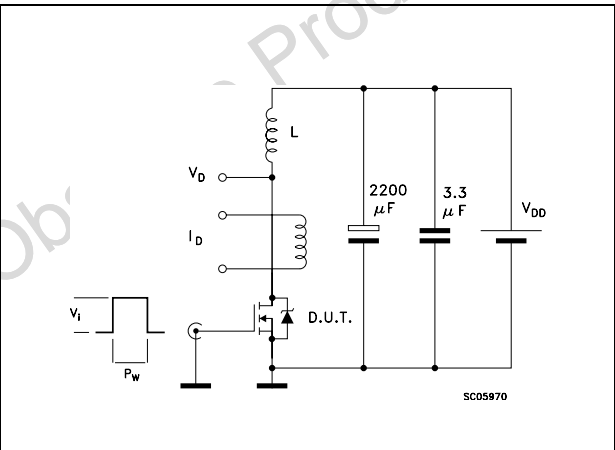 L
V_D
2200
μF
3.3
μF
V_DD
I_D
V_i
D.U.T.
P_W
SC05970